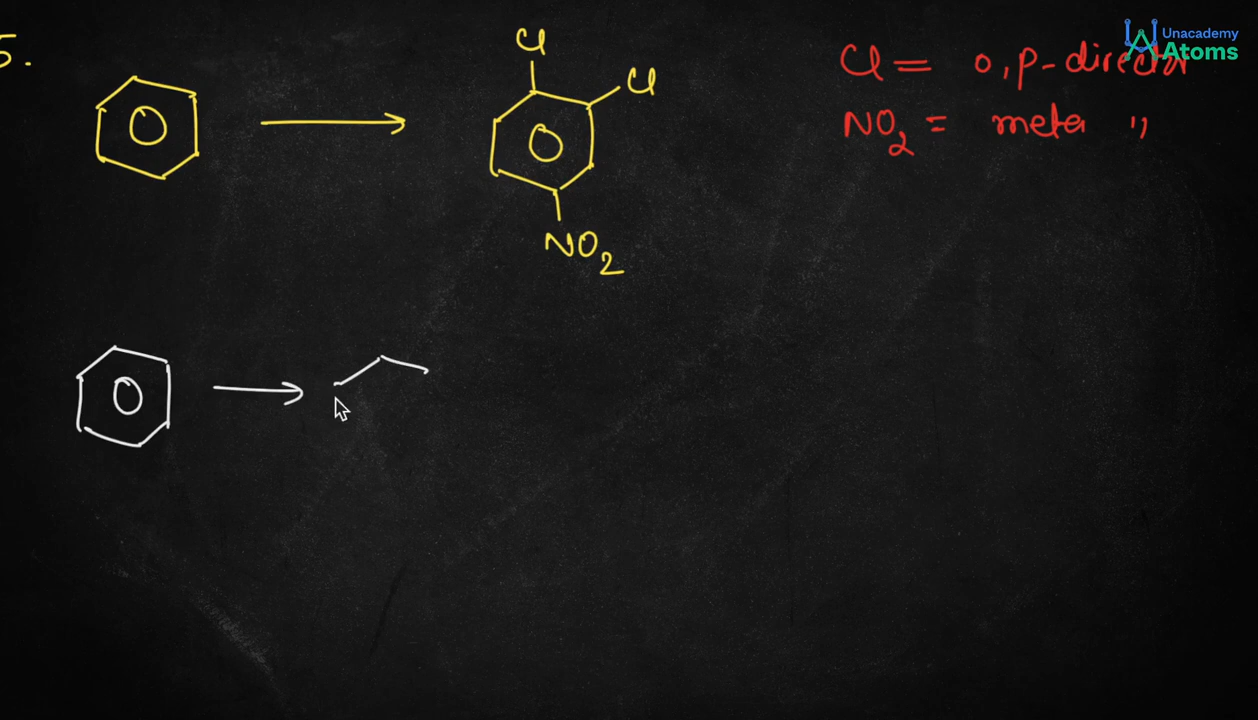 5.
Cl
Cl
NO2
Cl = o,p-director
NO2 = meta "
Unacademy
Atoms